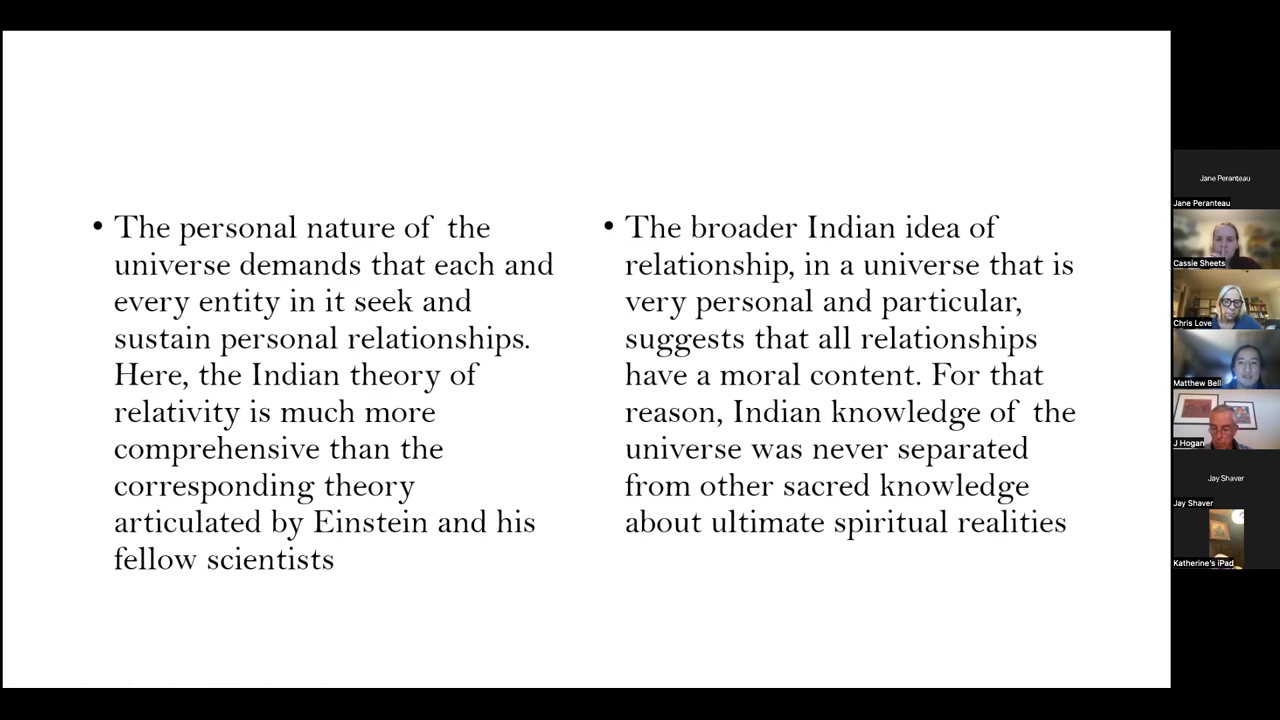 • The personal nature of the
universe demands that each and
every entity in it seek and
sustain personal relationships.
Here, the Indian theory of
relativity is much more
comprehensive than the
corresponding theory
articulated by Einstein and his
fellow scientists
• The broader Indian idea of
relationship, in a universe that is
very personal and particular,
suggests that all relationships
have a moral content. For that
reason, Indian knowledge of the
universe was never separated
from other sacred knowledge
about ultimate spiritual realities
Jane Peranteau
Jane Peranteau
Cassie Sheets
Chris Love
Matthew Bell
J Hogan
Jay Shaver
Jay Shaver
Katherine's iPad